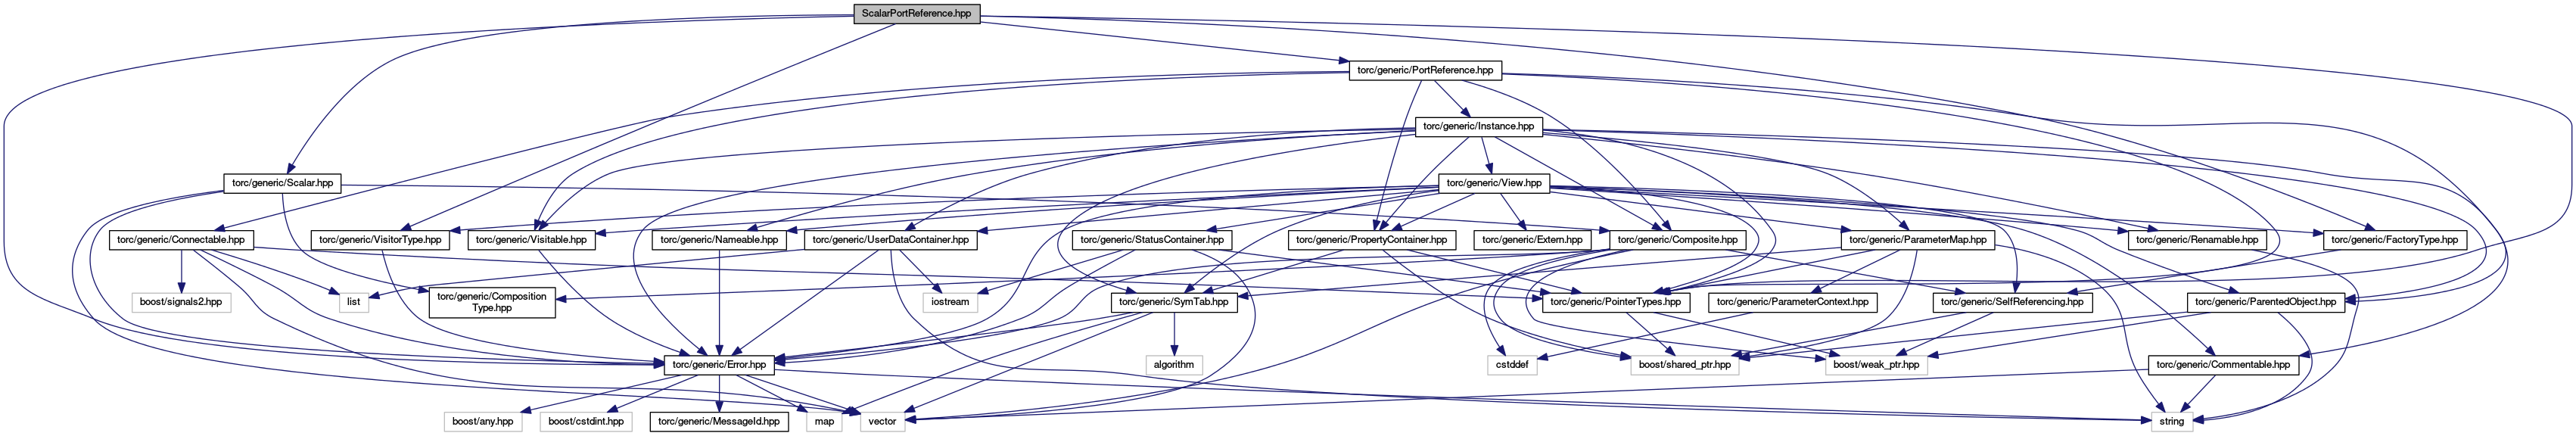 ScalarPortReference.hpp
torc/generic/PortReference.hpp
torc/generic/Instance.hpp
torc/generic/Scalar.hpp
torc/generic/View.hpp
torc/generic/Connectable.hpp
torc/generic/VisitorType.hpp
torc/generic/Visitable.hpp
torc/generic/Nameable.hpp
torc/generic/UserDataContainer.hpp
torc/generic/StatusContainer.hpp
torc/generic/PropertyContainer.hpp
torc/generic/Extern.hpp
torc/generic/Composite.hpp
torc/generic/ParameterMap.hpp
torc/generic/Renamable.hpp
torc/generic/FactoryType.hpp
boost/signals2.hpp
list
torc/generic/Composition
Type.hpp
iostream
torc/generic/SymTab.hpp
torc/generic/PointerTypes.hpp
torc/generic/ParameterContext.hpp
torc/generic/SelfReferencing.hpp
torc/generic/ParentedObject.hpp
torc/generic/Error.hpp
algorithm
cstddef
boost/shared_ptr.hpp
boost/weak_ptr.hpp
torc/generic/Commentable.hpp
boost/any.hpp
boost/cstdint.hpp
torc/generic/MessageId.hpp
map
vector
string